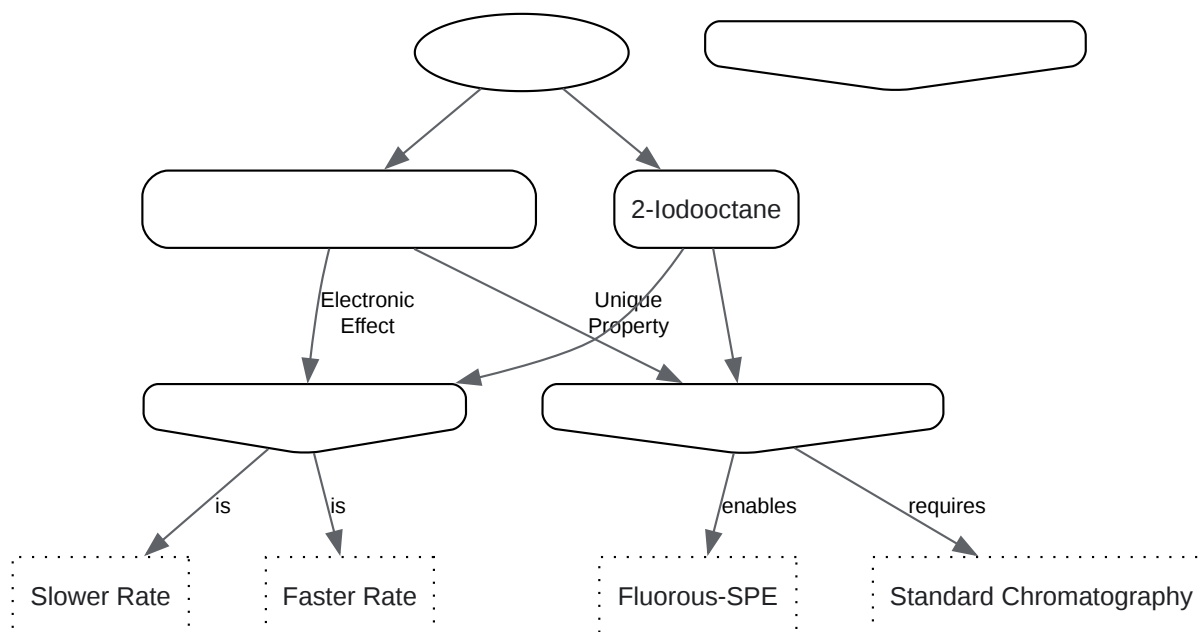 2-Iodooctane
Electronic
Effect
Unique
Property
is
is
enables
requires
Slower Rate
Faster Rate
Fluorous-SPE
Standard Chromatography